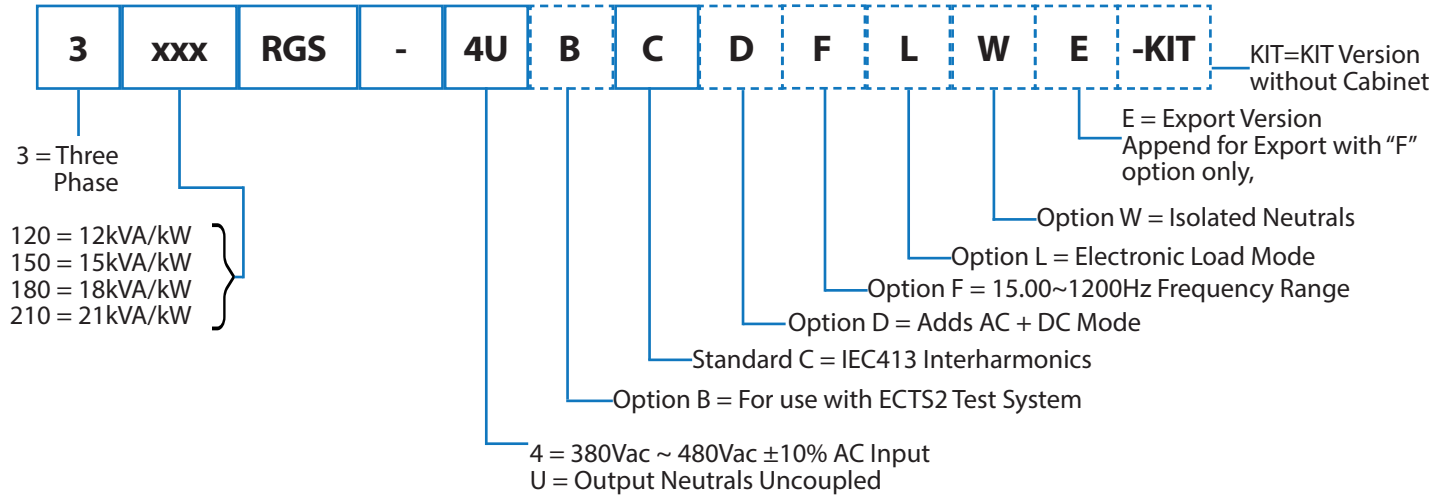 3 xxx RGS - 4U B C D F L W E -KIT
KIT=KIT Version
without Cabinet
E = Export Version
Append for Export with “F”
option only,
3 = Three
Phase
Option W = Isolated Neutrals
120 = 12kVA/kW
150 = 15kVA/kW
180 = 18kVA/kW
210 = 21kVA/kW
Option L = Electronic Load Mode
Option F = 15.00~1200Hz Frequency Range
Option D = Adds AC + DC Mode
Standard C = IEC413 Interharmonics
Option B = For use with ECTS2 Test System
4 = 380Vac ~ 480Vac ±10% AC Input
U = Output Neutrals Uncoupled